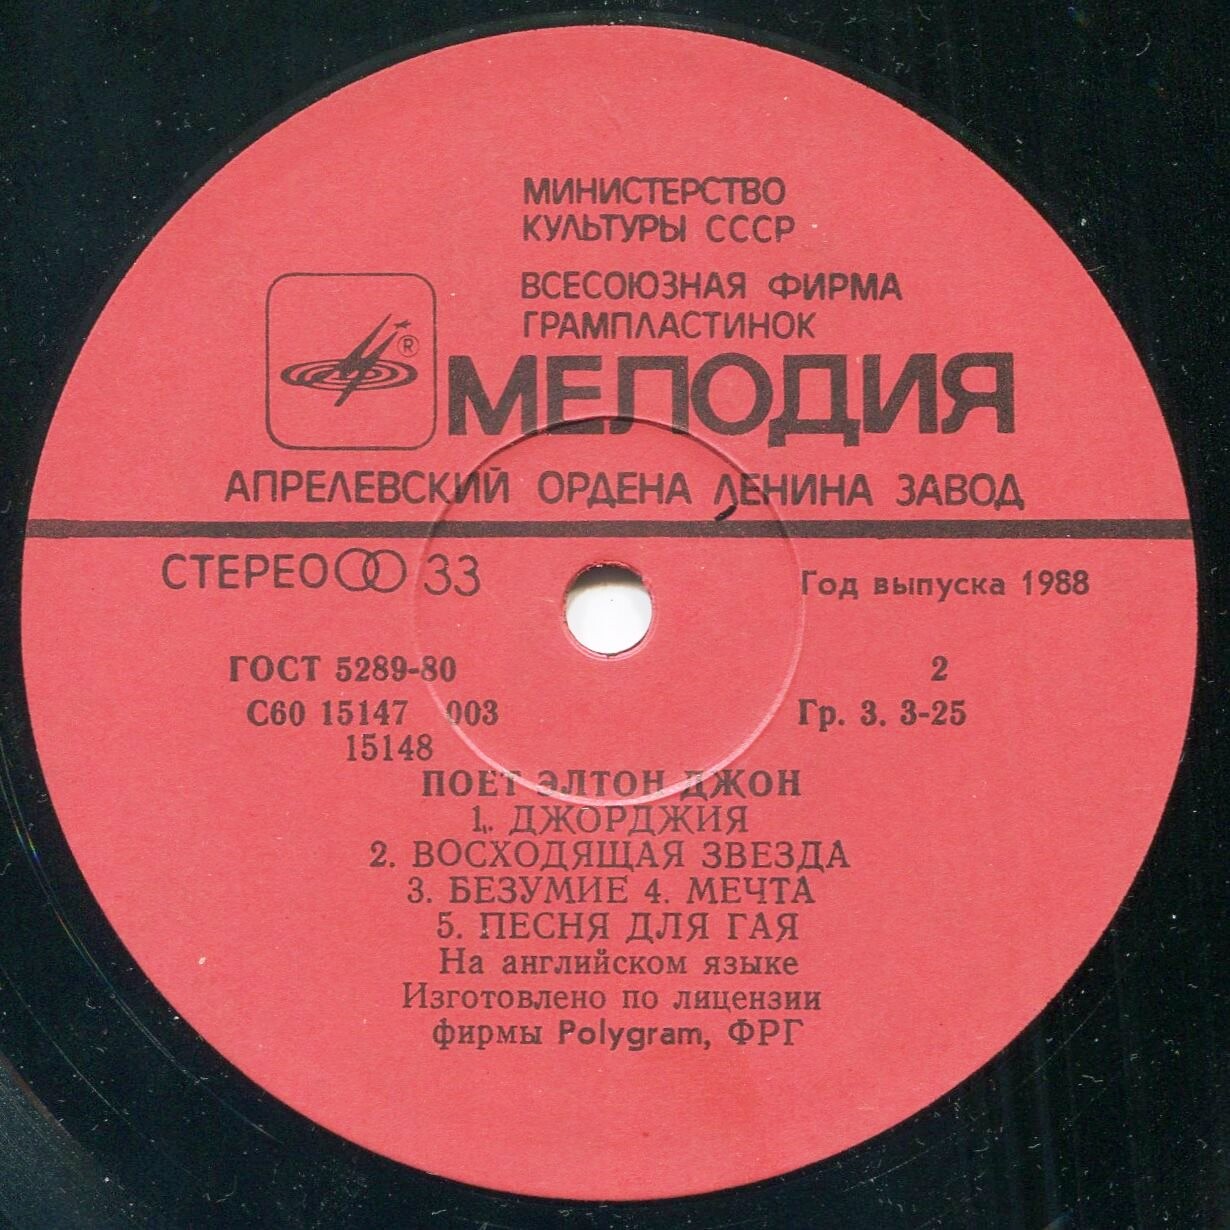 МИНИСТЕРСТВО
КУЛЬТУРЫ СССР
ВСЕСОЮЗНАЯ ФИРМА
ГРАМПЛАСТИНОК
®
МЕЛОДИЯ
АПРЕЛЕВСКИЙ ОРДЕНА ЛЕНИНА ЗАВОД
СТЕРЕО 33
Год выпуска 1988
ГОСТ 5289-80
2
С60 15147 003
Гр. 3. 3-25
15148
ПОЕТ ЭЛТОН ДЖОН
1. ДЖОРДЖИЯ
2. ВОСХОДЯЩАЯ ЗВЕЗДА
3. БЕЗУМИЕ 4. МЕЧТА
5. ПЕСНЯ ДЛЯ ГАЯ
На английском языке
Изготовлено по лицензии
фирмы Polygram, ФРГ